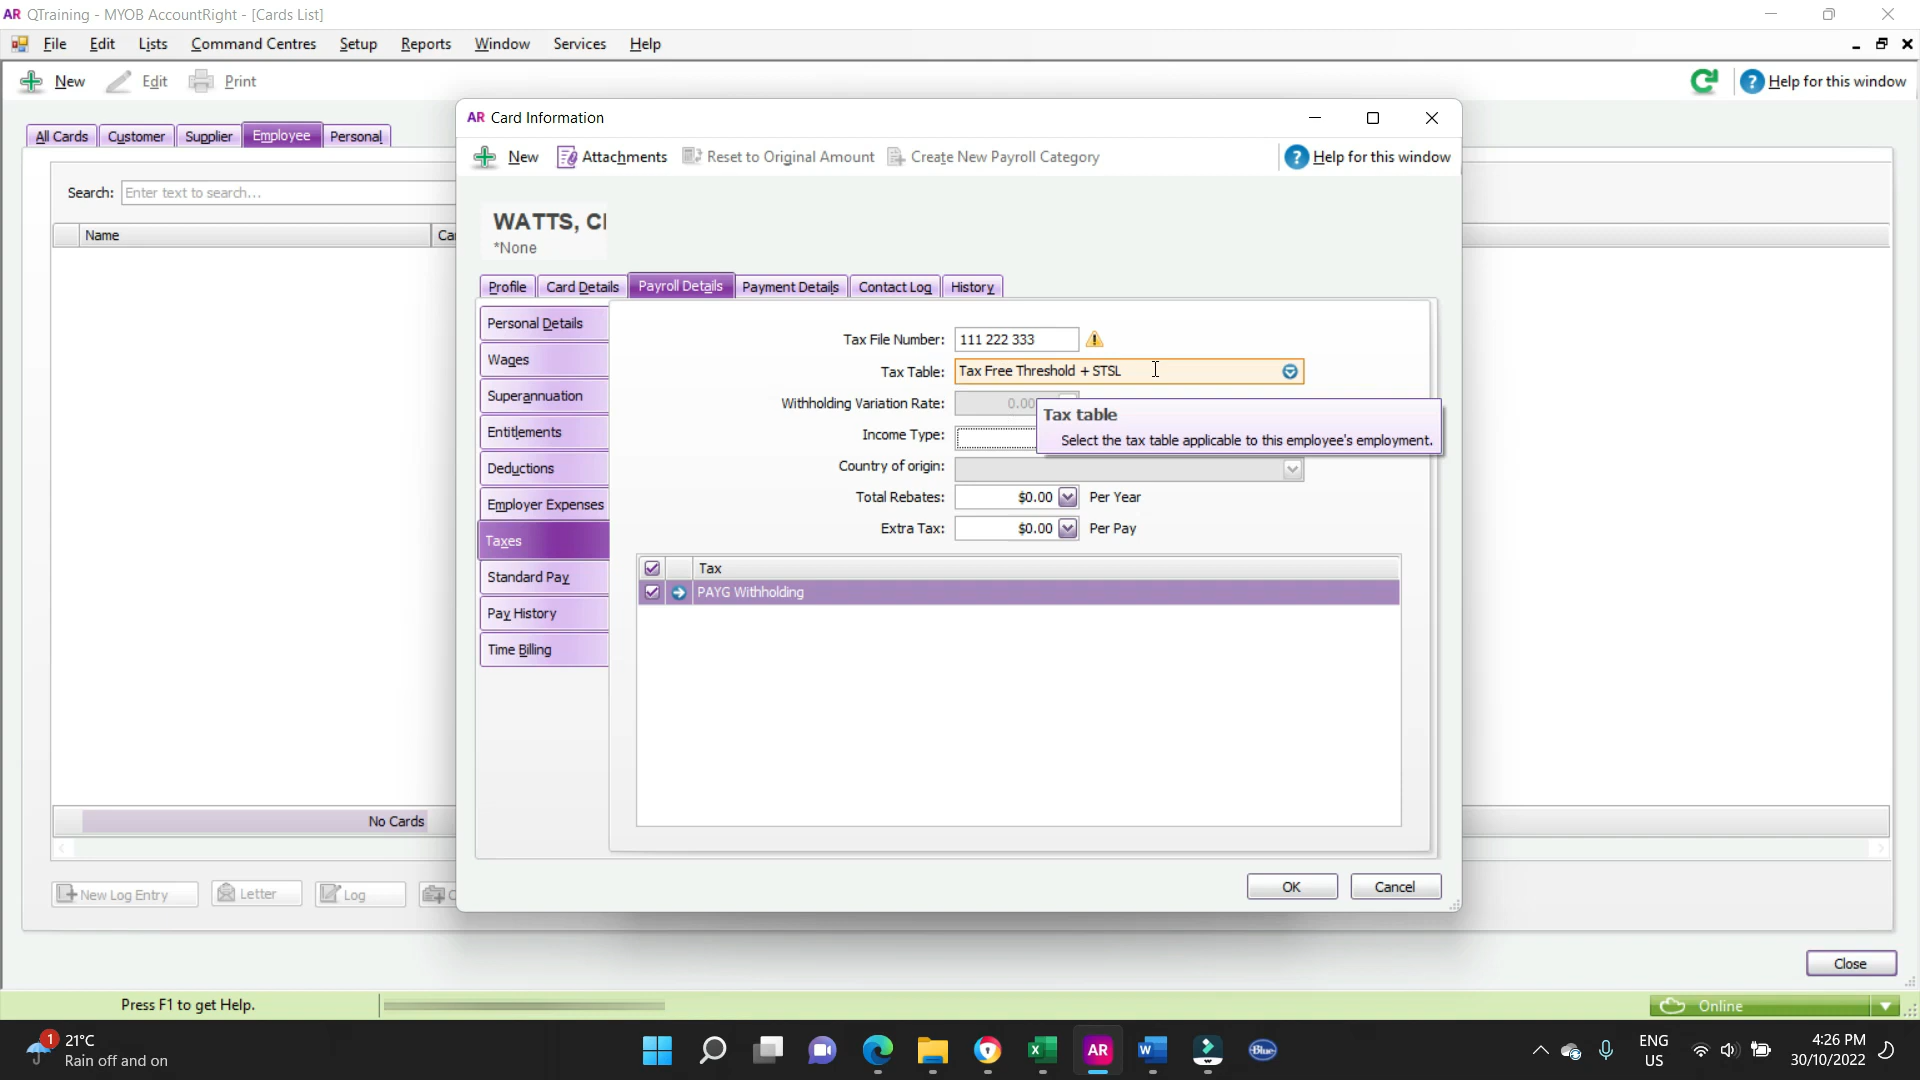 AR QTraining - MYOB AccountRight - [Cards List]
File Edit Lists Command Centres Setup Reports Window Services Help
New Edit Print
Help for this window
All Cards Customer Supplier Employee Personal
Search: Enter text to search...
Name
No Cards
New Log Entry Letter Log
AR Card Information
New Attachments Reset to Original Amount Create New Payroll Category
Help for this window
WATTS, CI
*None
Profile Card Details Payroll Details Payment Details Contact Log History
Personal Details
Wages
Superannuation
Entitlements
Deductions
Employer Expenses
Taxes
Standard Pay
Pay History
Time Billing
Tax File Number: 111 222 333
Tax Table: Tax Free Threshold + STSL
Withholding Variation Rate: 0.00
Tax table
Select the tax table applicable to this employee's employment.
Income Type:
Country of origin:
Total Rebates: $0.00 Per Year
Extra Tax: $0.00 Per Pay
Tax
PAYG Withholding
OK Cancel
Close
Press F1 to get Help.
Online
1
21°C
Rain off and on
AR
Blue
ENG
US
4:26 PM
30/10/2022